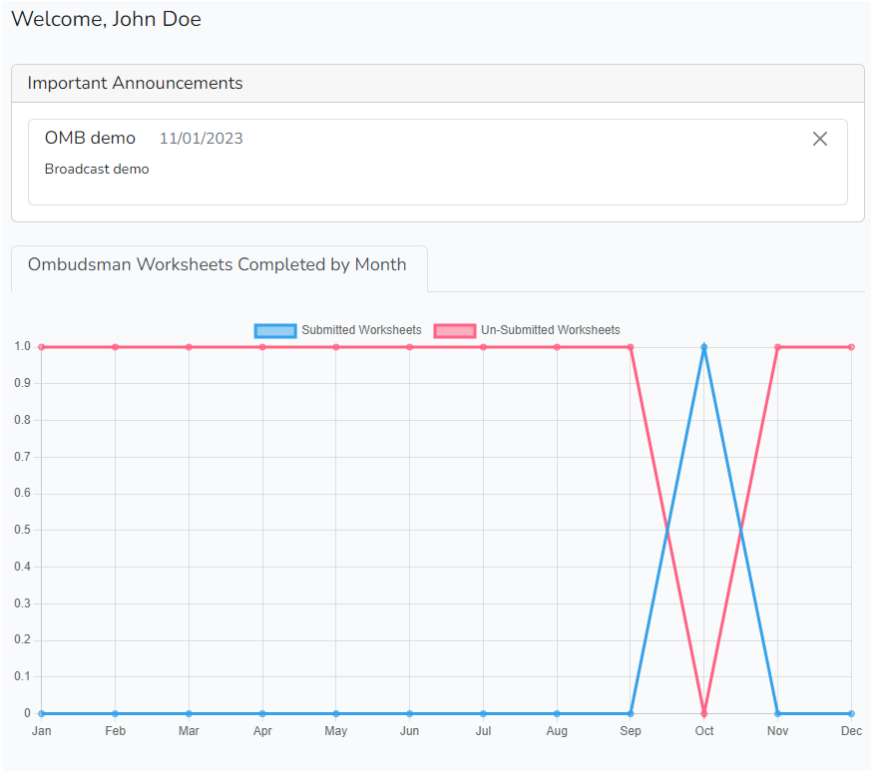 Welcome, John Doe
Important Announcements
OMB demo 11/01/2023
Broadcast demo
Ombudsman Worksheets Completed by Month
Submitted Worksheets Un-Submitted Worksheets
1.0
0.9
0.8
0.7
0.6
0.5
0.4
0.3
0.2
0.1
0
Jan Feb Mar Apr May Jun Jul Aug Sep Oct Nov Dec